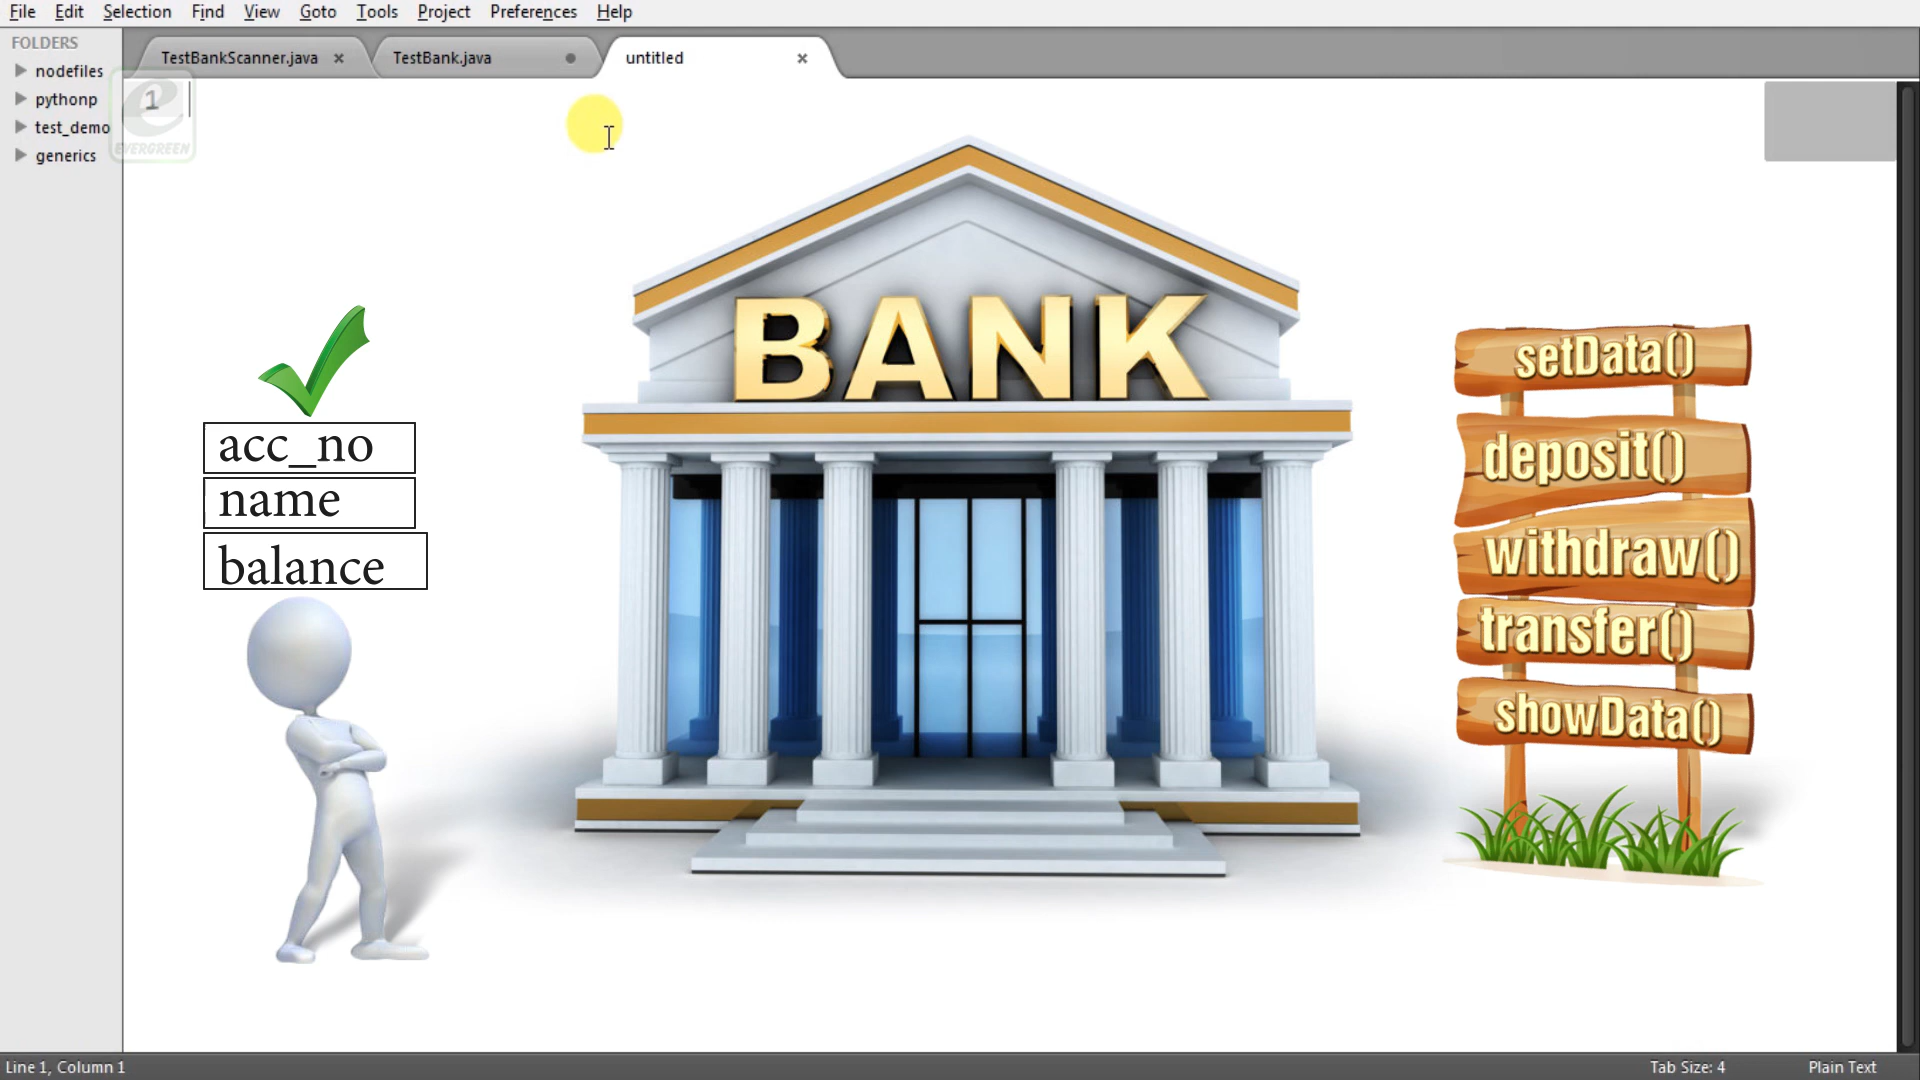 File Edit Selection Find View Goto Tools Project Preferences Help
FOLDERS
nodefiles
pythonp
test_demo
generics
TestBankScanner.java
TestBank.java
untitled
1
e
EVERGREEN
BANK
acc_no
name
balance
setData()
deposit()
withdraw()
transfer()
showData()
Line 1, Column 1
Tab Size: 4
Plain Text